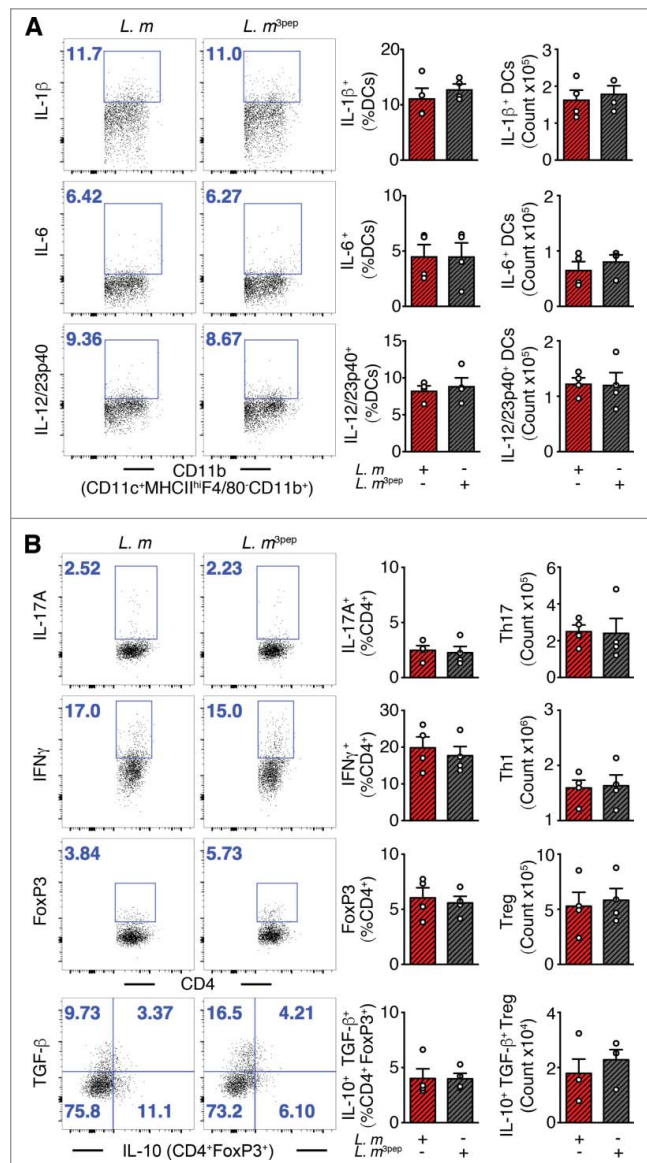 A
L. m
L. m3pep
11.7
11.0
IL-1β
20
10
0
IL-1β+
(%DCs)
3
2
1
0
IL-1β+ DCs
(Count x10⁵)
6.42
6.27
IL-6
10
5
0
IL-6+
(%DCs)
2
1
0
IL-6+ DCs
(Count x10⁵)
9.36
8.67
IL-12/23p40
15
10
5
0
IL-12/23p40+
(%DCs)
2
1
0
IL-12/23p40+ DCs
(Count x10⁵)
CD11b
(CD11c+MHCIIhiF4/80-CD11b+)
L. m + - + -
L. m3pep - + - +
B
L. m
L. m3pep
2.52
2.23
IL-17A
10
5
0
IL-17A+
(%CD4+)
6
4
2
0
Th17
(Count x10⁵)
17.0
15.0
IFNγ
30
20
10
0
IFNγ+
(%CD4+)
3
2
1
Th1
(Count x10⁶)
3.84
5.73
FoxP3
10
5
0
FoxP3
(%CD4+)
10
5
0
Treg
(Count x10⁵)
CD4
9.73 3.37
16.5 4.21
TGF-β
75.8 11.1
73.2 6.10
IL-10 (CD4+FoxP3+)
10
5
0
IL-10+ TGF-β+
(%CD4+ FoxP3+)
4
2
0
IL-10+ TGF-β+ Treg
(Count x10⁴)
L. m + - + -
L. m3pep - + - +